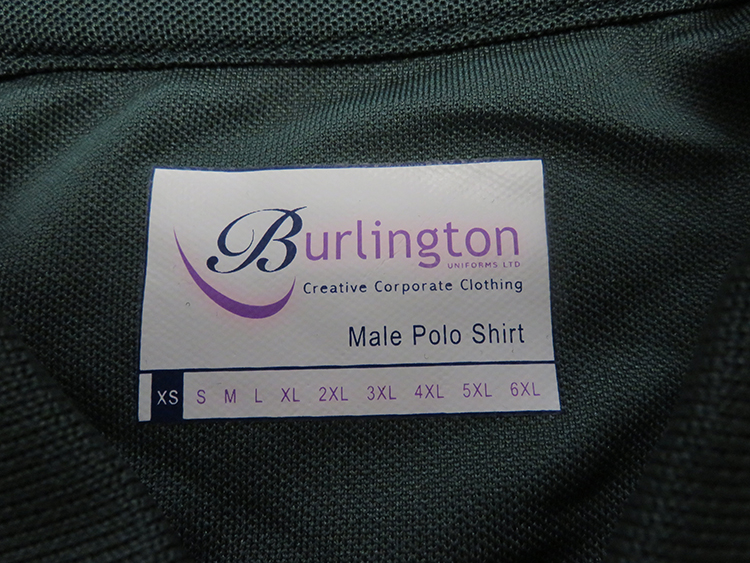 Burlington
UNIFORMS LTD
Creative Corporate Clothing
Male Polo Shirt
XS S M L XL 2XL 3XL 4XL 5XL 6XL